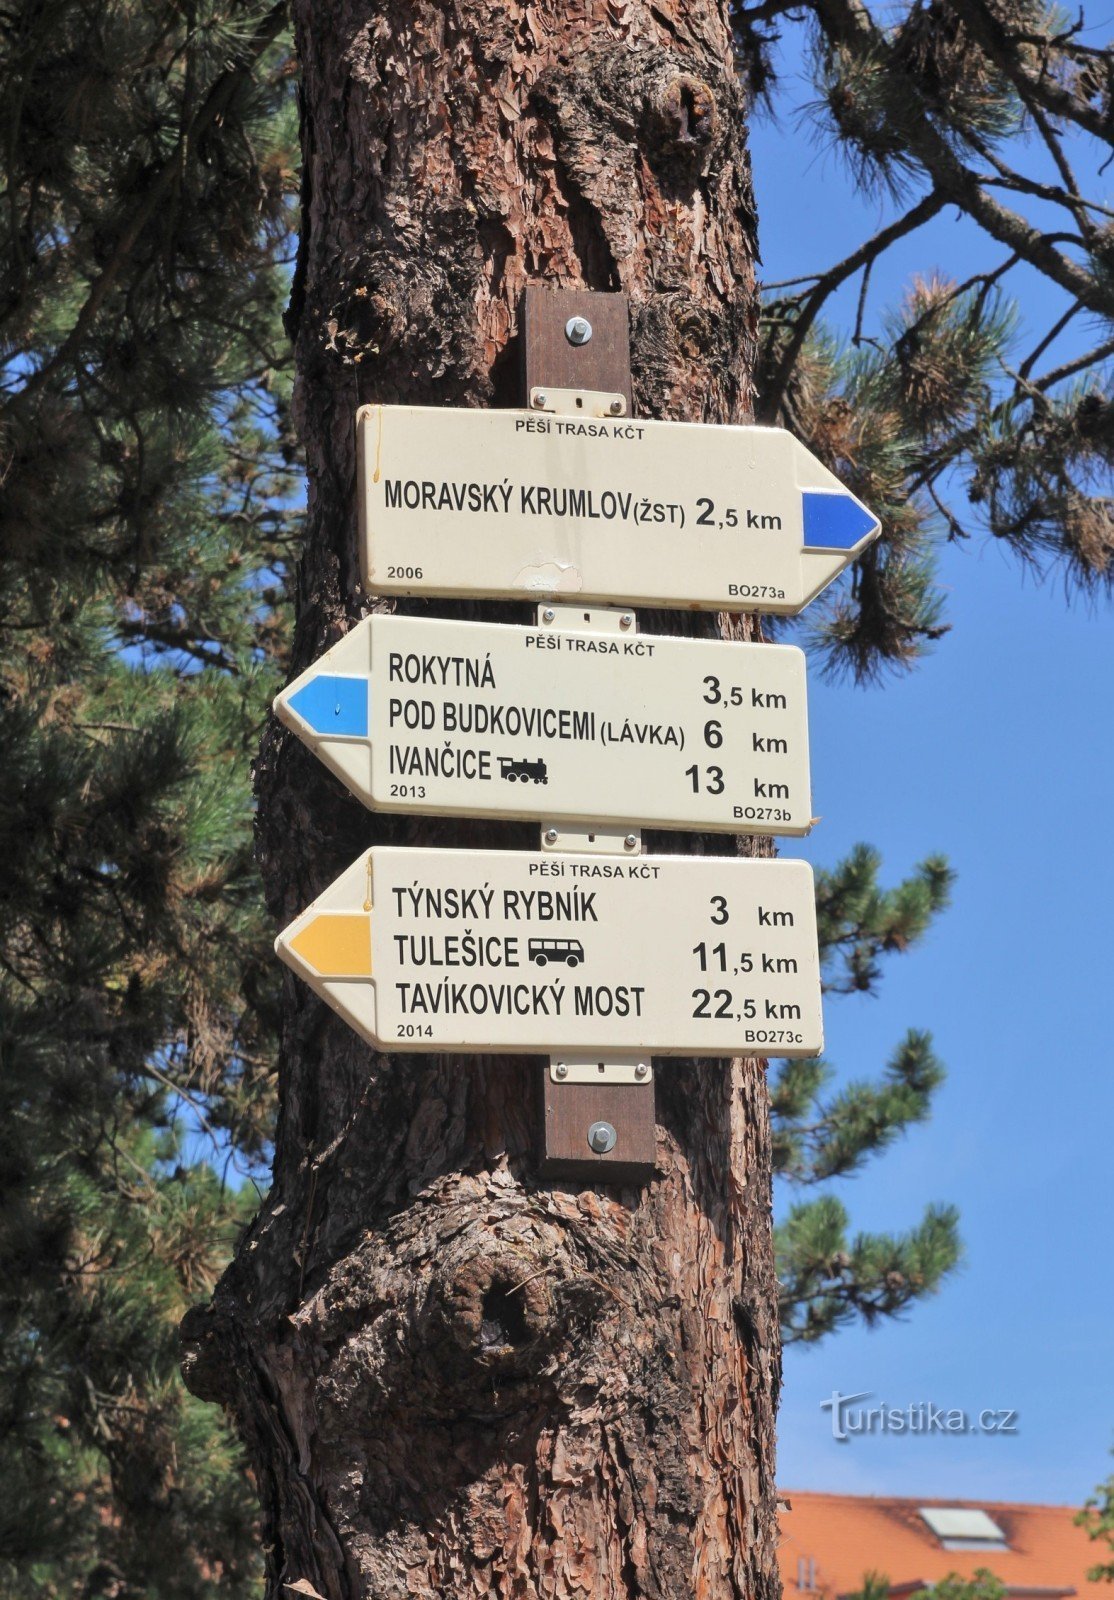 PĚŠÍ TRASA KČT
MORAVSKÝ KRUMLOV(ŽST) 2,5 km
2006 BO273a
PĚŠÍ TRASA KČT
ROKYTNÁ 3,5 km
POD BUDKOVICEMI (LÁVKA) 6 km
IVANČICE 13 km
2013 BO273b
PĚŠÍ TRASA KČT
TÝNSKÝ RYBNÍK 3 km
TULEŠICE 11,5 km
TAVÍKOVICKÝ MOST 22,5 km
2014 BO273c
Turistika.cz